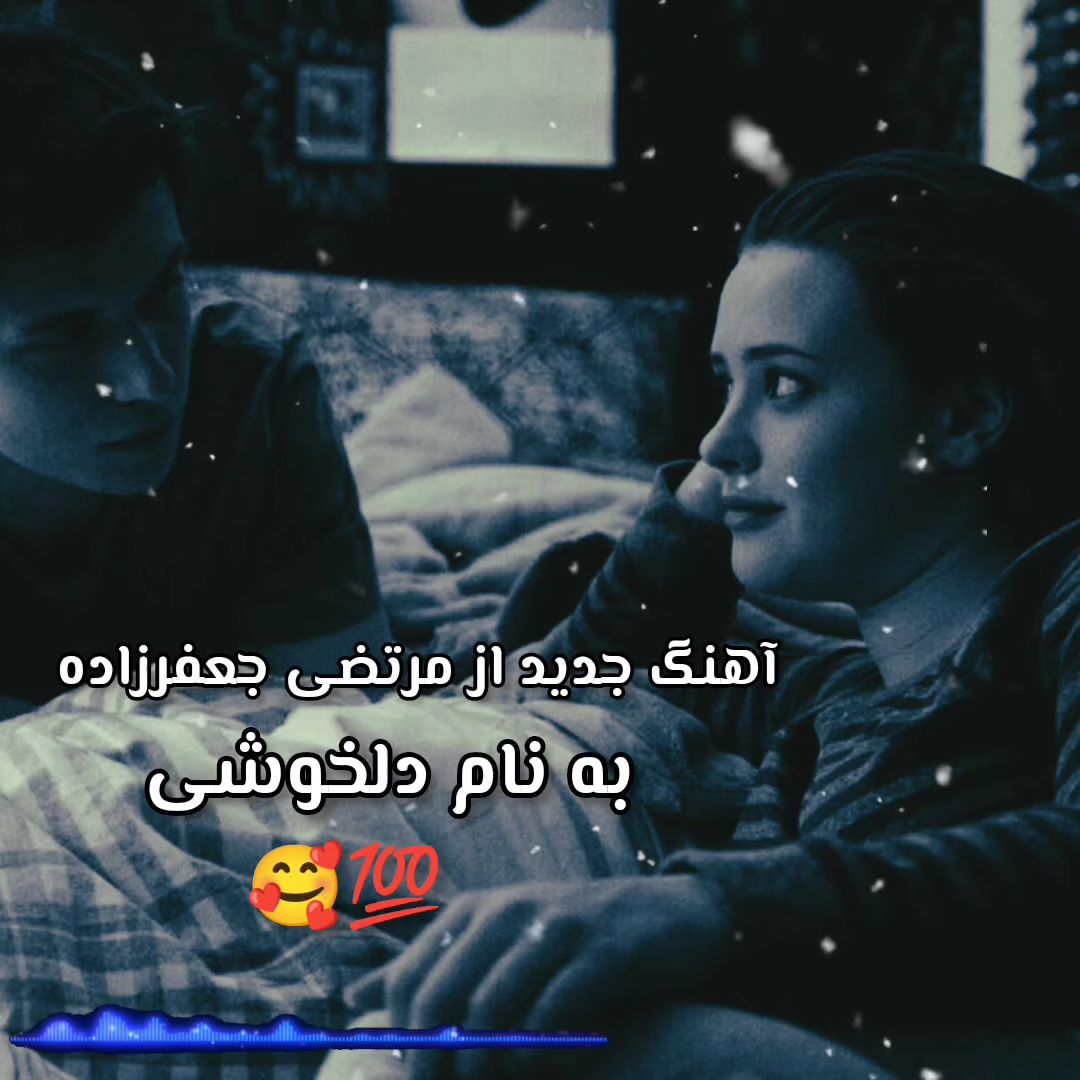 آهنگ جدید از مرتضی جعفرزاده
به نام دلخوشی
🥰💯